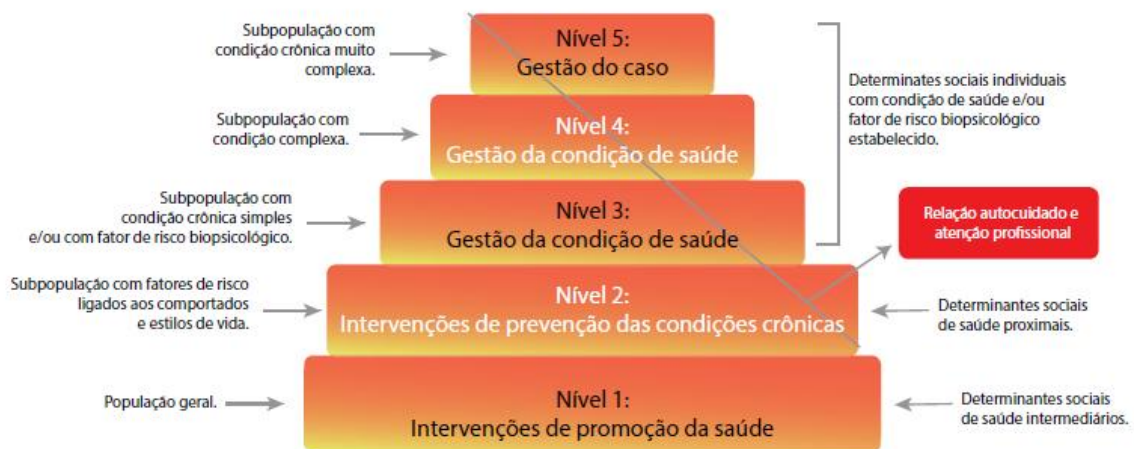 Subpopulação com
condição crônica muito
complexa.
Nível 5:
Gestão do caso
Determinates sociais individuais
com condição de saúde e/ou
fator de risco biopsicológico
estabelecido.
Subpopulação com
condição complexa.
Nível 4:
Gestão da condição de saúde
Subpopulação com
condição crônica simples
e/ou com fator de risco biopsicológico.
Nível 3:
Gestão da condição de saúde
Relação autocuidado e
atenção profissional
Subpopulação com fatores de risco
ligados aos comportados
e estilos de vida.
Nível 2:
Intervenções de prevenção das condições crônicas
Determinantes sociais
de saúde proximais.
População geral.
Nível 1:
Intervenções de promoção da saúde
Determinantes sociais
de saúde intermediários.